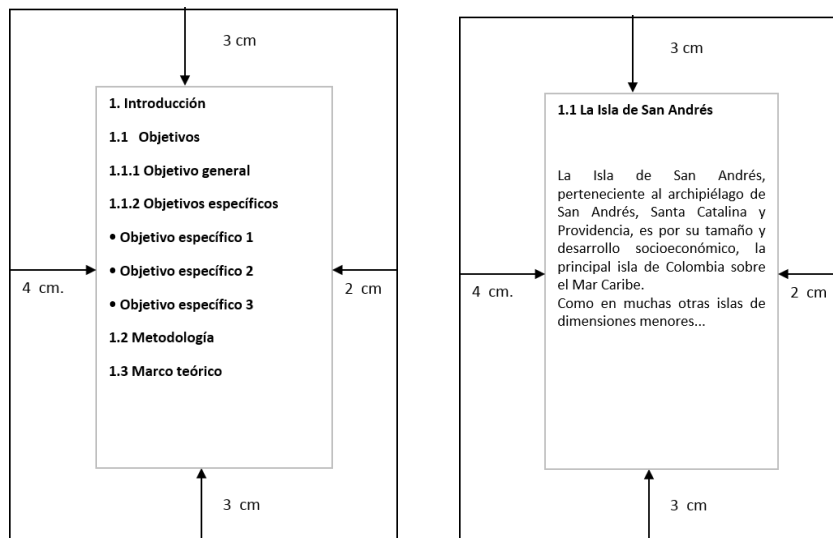 3 cm
1. Introducción
1.1 Objetivos
1.1.1 Objetivo general
1.1.2 Objetivos específicos
• Objetivo específico 1
• Objetivo específico 2
• Objetivo específico 3
1.2 Metodología
1.3 Marco teórico
4 cm.
2 cm
3 cm
3 cm
1.1 La Isla de San Andrés
La Isla de San Andrés,
perteneciente al archipiélago de
San Andrés, Santa Catalina y
Providencia, es por su tamaño y
desarrollo socioeconómico, la
principal isla de Colombia sobre
el Mar Caribe.
Como en muchas otras islas de
dimensiones menores...
4 cm.
2 cm
3 cm